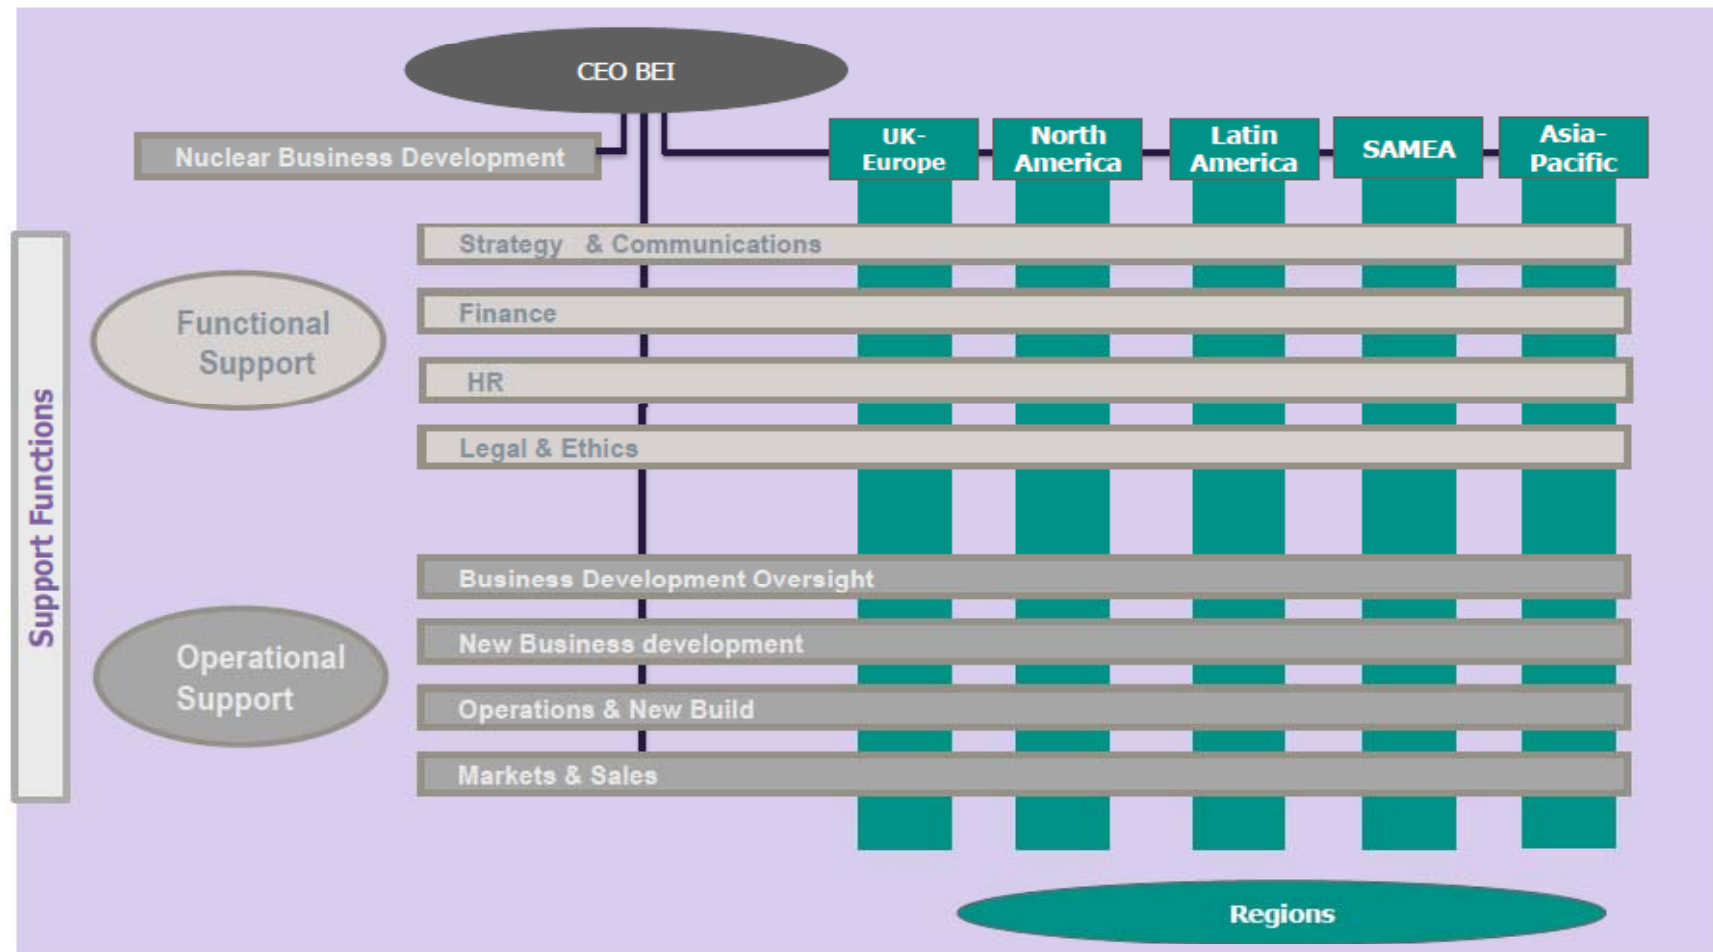 CEO BEI
Nuclear Business Development
UK-
Europe
North
America
Latin
America
SAMEA
Asia-
Pacific
Support Functions
Functional
Support
Strategy & Communications
Finance
HR
Legal & Ethics
Operational
Support
Business Development Oversight
New Business development
Operations & New Build
Markets & Sales
Regions